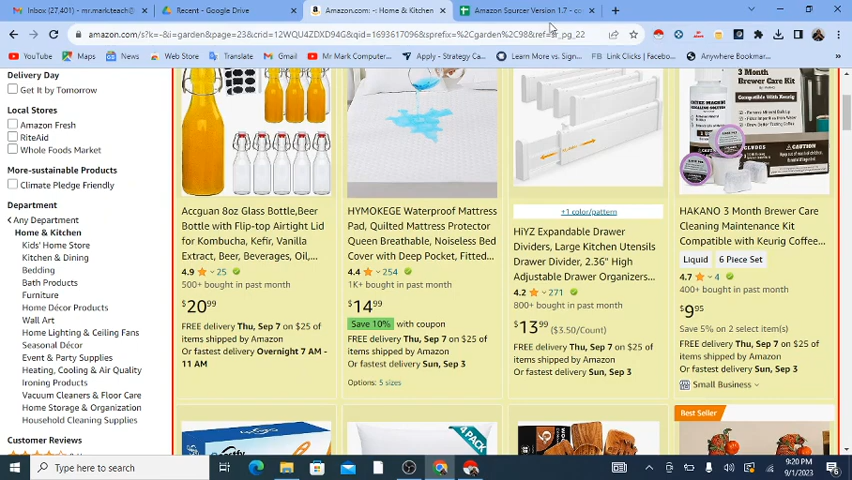 Inbox (27,401) - mr.mark.teach@
Recent - Google Drive
Amazon.com: -: Home & Kitchen
Amazon Sourcer Version 1.7 - co
amazon.com/s?k=-&i=garden&page=23&crid=12WQU4TZDXD94G&qid=1693617096&sprefix=%2Cgarden%2C98&ref=sr_pg_22
YouTube
Maps
News
Translate
Gmail
Mr Mark Computer...
Apply - Strategy Ca...
Learn More vs. Signi...
Link Clicks | Facebo...
Anywhere Bookmar...
Delivery Day
Get It by Tomorrow
Local Stores
Amazon Fresh
RiteAid
Whole Foods Market
More-sustainable Products
Climate Pledge Friendly
Department
Any Department
Home & Kitchen
Kids' Home Store
Kitchen & Dining
Bedding
Bath Products
Furniture
Home Décor Products
Wall Art
Home Lighting & Ceiling Fans
Seasonal Décor
Event & Party Supplies
Heating, Cooling & Air Quality
Ironing Products
Vacuum Cleaners & Floor Care
Home Storage & Organization
Household Cleaning Supplies
Customer Reviews
Accguan 8oz Glass Bottle,Beer
Bottle with Flip-top Airtight Lid
for Kombucha, Kefir, Vanilla
Extract, Beer, Beverages, Oil,...
4.9 25
500+ bought in past month
$20 99
FREE delivery Thu, Sep 7 on $25 of
items shipped by Amazon
Or fastest delivery Overnight 7 AM -
11 AM
HYMOKEGE Waterproof Mattress
Pad, Quilted Mattress Protector
Queen Breathable, Noiseless Bed
Cover with Deep Pocket, Fitted...
4.4 254
1K+ bought in past month
$14 99
Save 10% with coupon
FREE delivery Thu, Sep 7 on $25 of
items shipped by Amazon
Or fastest delivery Sun, Sep 3
Options: 5 sizes
+1 color/pattern
HiYZ Expandable Drawer
Dividers, Large Kitchen Utensils
Drawer Divider, 2.36" High
Adjustable Drawer Organizers...
4.2 271
800+ bought in past month
$13 99 ($3.50/Count)
FREE delivery Thu, Sep 7 on $25 of
items shipped by Amazon
Or fastest delivery Sun, Sep 3
3 Month
Brewer Care Kit
CAUTION
HAKANO 3 Month Brewer Care
Cleaning Maintenance Kit
Compatible with Keurig Coffee...
Liquid 6 Piece Set
4.7 4
400+ bought in past month
$9 95
Save 5% on 2 select item(s)
FREE delivery Thu, Sep 7 on $25 of
items shipped by Amazon
Or fastest delivery Sun, Sep 3
Small Business
4 PACK
Best Seller
Type here to search
9:20 PM
9/1/2023